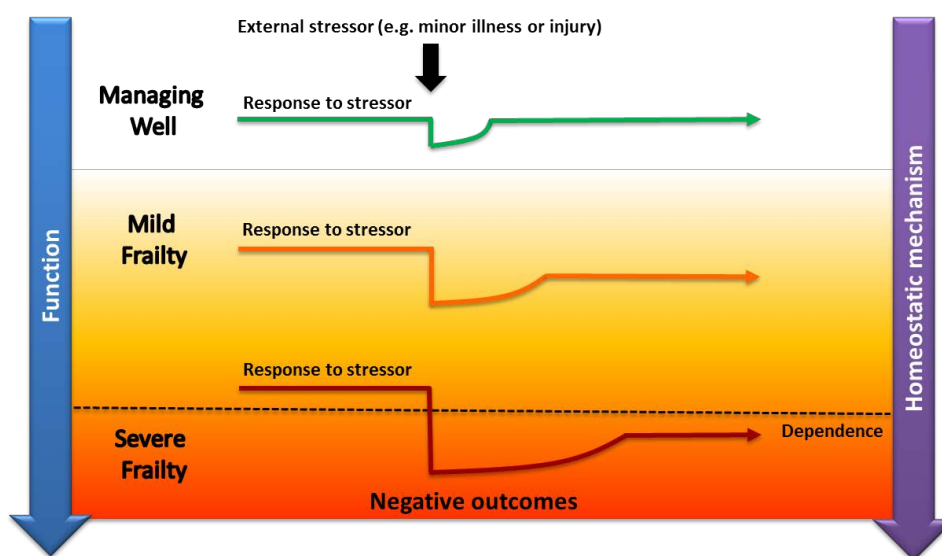 External stressor (e.g. minor illness or injury)
Managing
Well
Response to stressor
Mild
Frailty
Response to stressor
Response to stressor
Dependence
Severe
Frailty
Negative outcomes
Function
Homeostatic mechanism